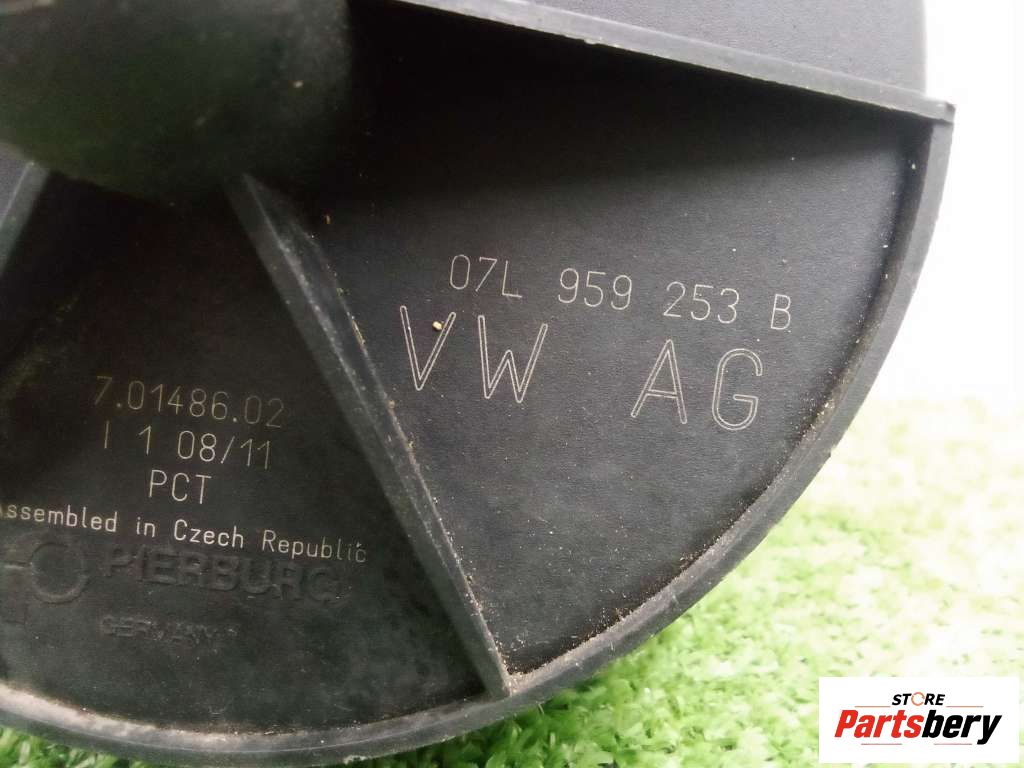 07L 959 253 B
VW AG
7.01486.02
I 1 08/11
PCT
Assembled in Czech Republic
PIERBURG
GERMANY
STORE
Partsbery